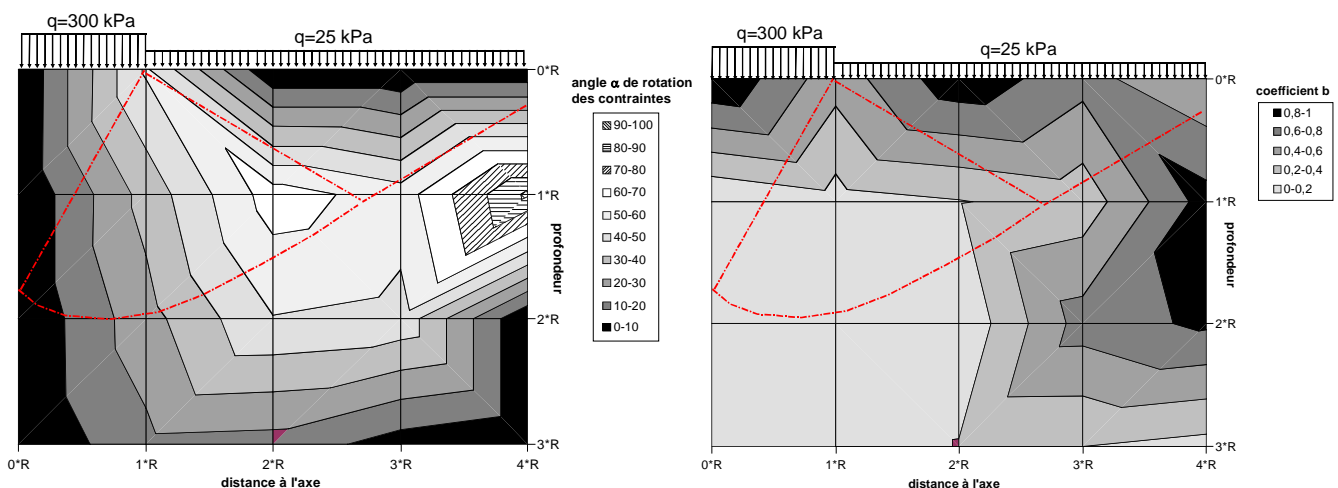 q=300 kPa
q=25 kPa
0*R
1*R
2*R
3*R
profondeur
0*R
1*R
2*R
3*R
4*R
distance à l'axe
angle α de rotation
des contraintes
90-100
80-90
70-80
60-70
50-60
40-50
30-40
20-30
10-20
0-10
q=300 kPa
q=25 kPa
0*R
1*R
2*R
3*R
profondeur
0*R
1*R
2*R
3*R
4*R
distance à l'axe
coefficient b
0,8-1
0,6-0,8
0,4-0,6
0,2-0,4
0-0,2